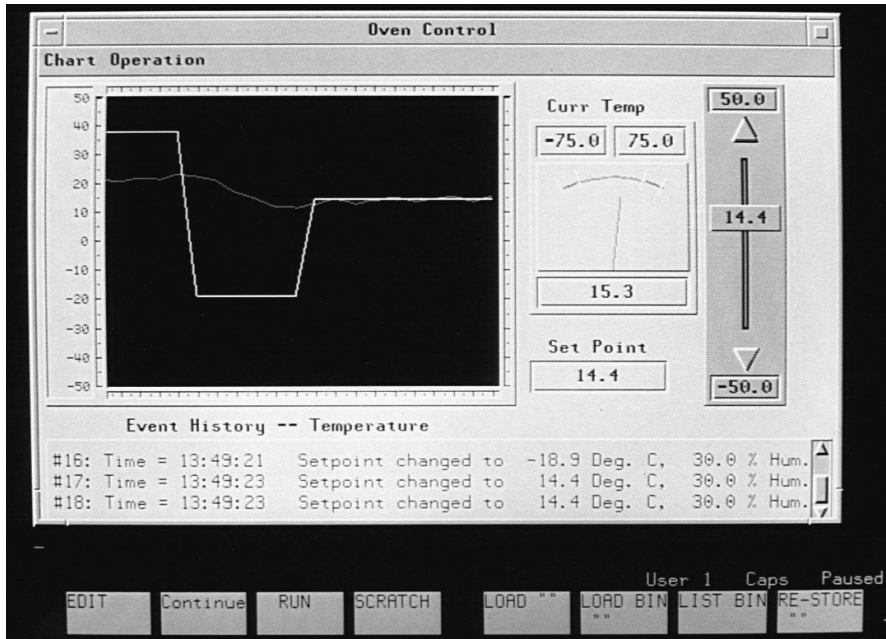 Oven Control
Chart Operation
50
40
30
20
10
0
-10
-20
-30
-40
-50
Curr Temp
-75.0 75.0
15.3
Set Point
14.4
50.0
14.4
-50.0
Event History -- Temperature
#16: Time = 13:49:21 Setpoint changed to -18.9 Deg. C, 30.0 % Hum.
#17: Time = 13:49:23 Setpoint changed to 14.4 Deg. C, 30.0 % Hum.
#18: Time = 13:49:23 Setpoint changed to 14.4 Deg. C, 30.0 % Hum.
User 1 Caps Paused
EDIT Continue RUN SCRATCH LOAD "" LOAD BIN LIST BIN RE-STORE
"" ""